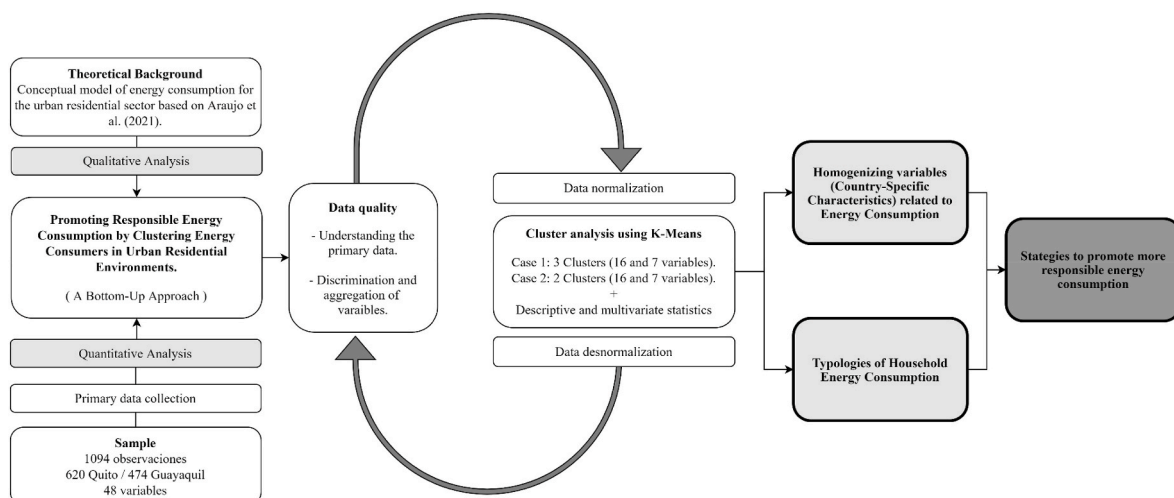 Theoretical Background
Conceptual model of energy consumption for
the urban residential sector based on Araujo et
al. (2021).
Qualitative Analysis
Promoting Responsible Energy
Consumption by Clustering Energy
Consumers in Urban Residential
Environments.
( A Bottom-Up Approach )
Quantitative Analysis
Primary data collection
Sample
1094 observaciones
620 Quito / 474 Guayaquil
48 variables
Data quality
- Understanding the
primary data.
- Discrimination and
aggregation of
varaibles.
Data normalization
Cluster analysis using K-Means
Case 1: 3 Clusters (16 and 7 variables).
Case 2: 2 Clusters (16 and 7 variables).
+
Descriptive and multivariate statistics
Data desnormalization
Homogenizing variables
(Country-Specific
Characteristics) related to
Energy Consumption
Typologies of Household
Energy Consumption
Stategies to promote more
responsible energy
consumption